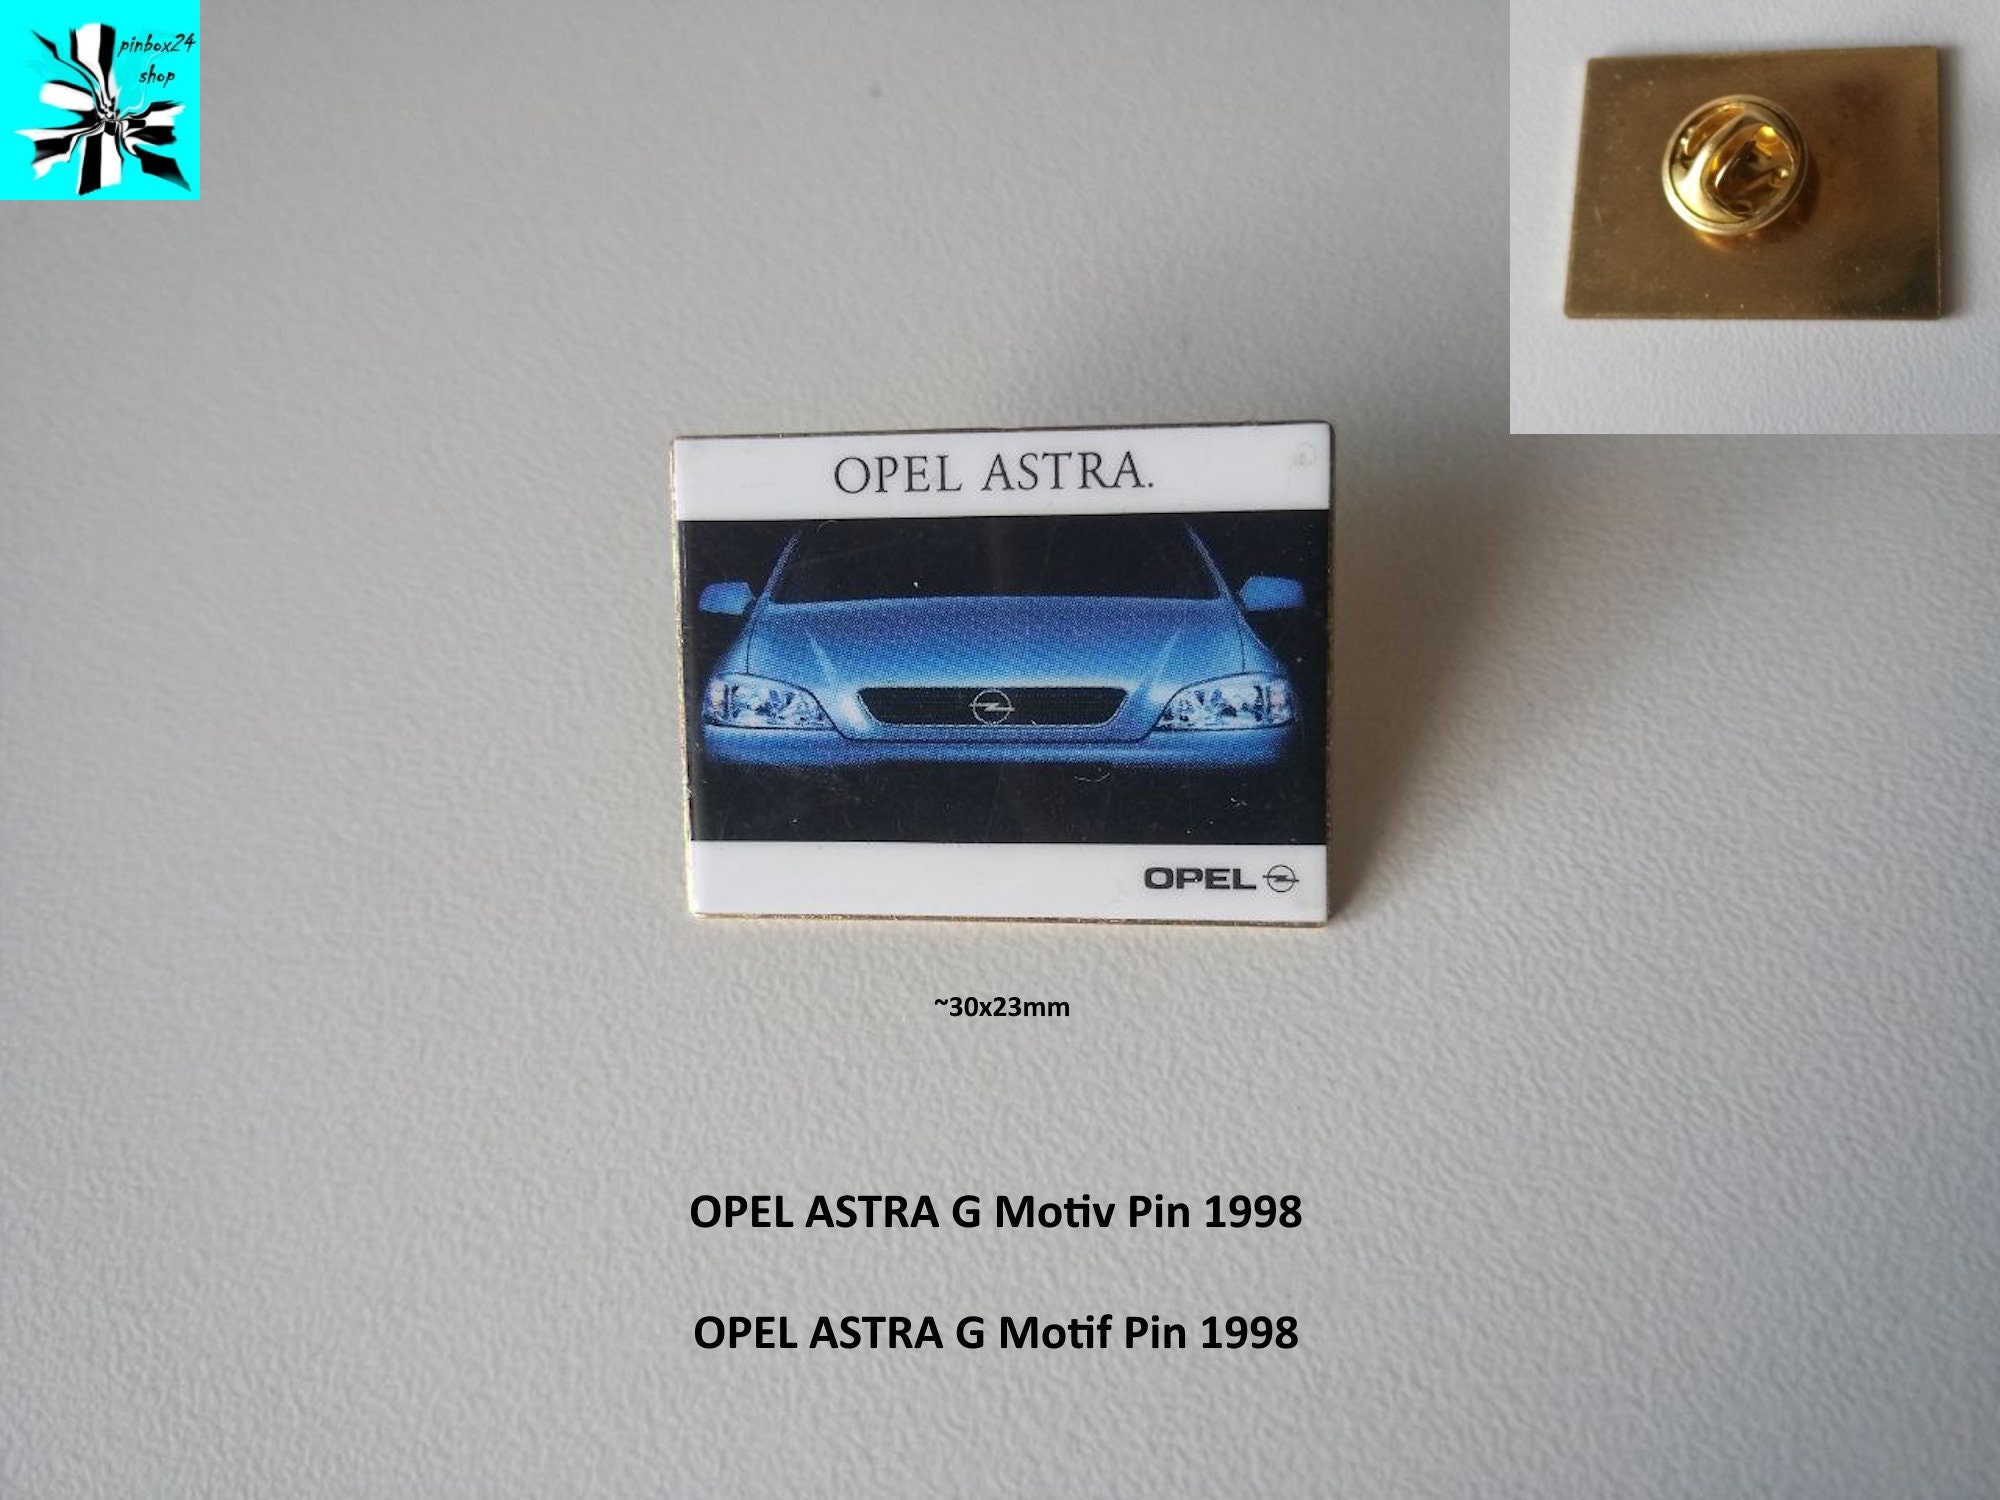 pinbox24
shop
OPEL ASTRA.
OPEL
~30x23mm
OPEL ASTRA G Motiv Pin 1998
OPEL ASTRA G Motif Pin 1998